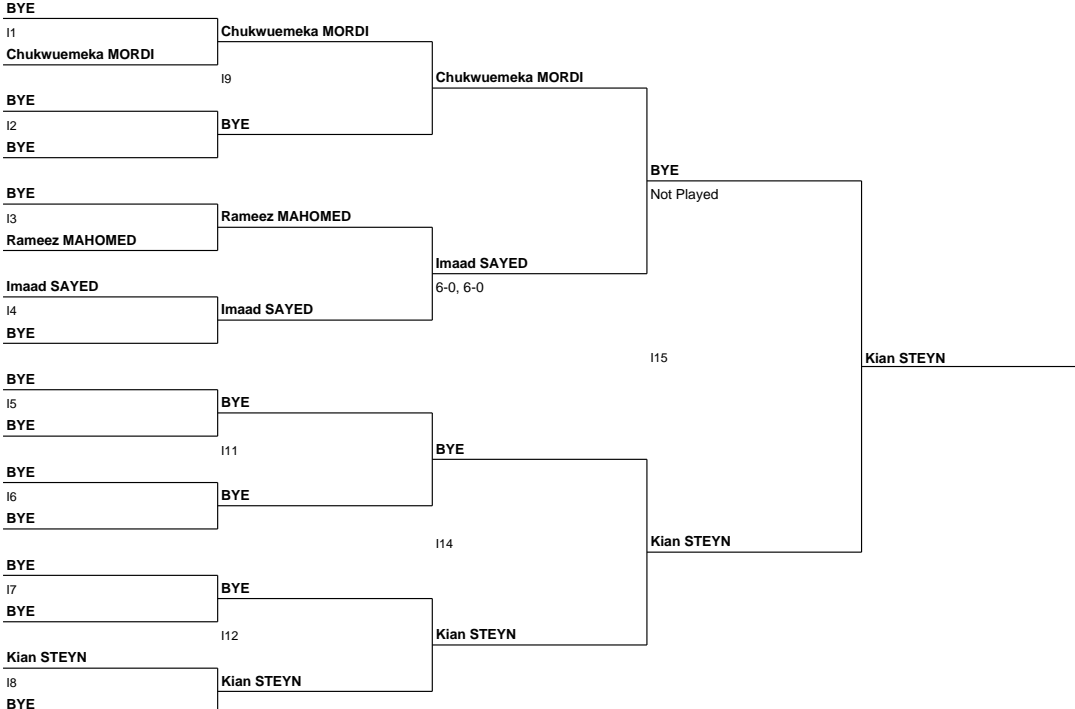 BYE
I1
Chukwuemeka MORDI
Chukwuemeka MORDI
I9
Chukwuemeka MORDI
BYE
I2
BYE
BYE
BYE
Not Played
BYE
I3
Rameez MAHOMED
Rameez MAHOMED
Imaad SAYED
6-0, 6-0
Imaad SAYED
I4
Imaad SAYED
BYE
I15
Kian STEYN
BYE
I5
BYE
BYE
I11
BYE
BYE
I6
BYE
BYE
I14
Kian STEYN
BYE
I7
BYE
BYE
I12
Kian STEYN
Kian STEYN
I8
Kian STEYN
BYE